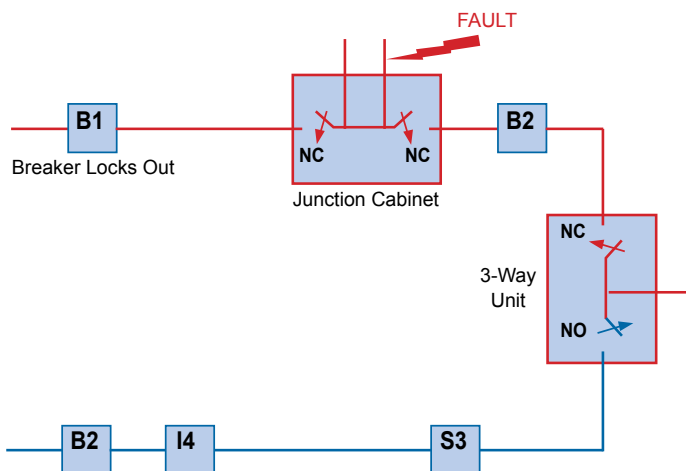 FAULT
B1
B2
NC
NC
Breaker Locks Out
Junction Cabinet
NC
3-Way
Unit
NO
B2
I4
S3